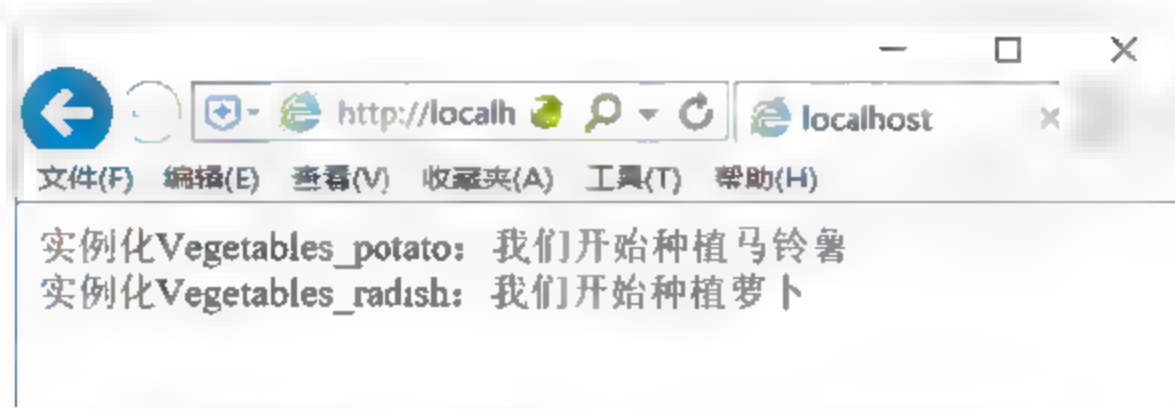 http://localh
localhost
文件(F) 编辑(E) 查看(V) 收藏夹(A) 工具(T) 帮助(H)
实例化Vegetables_potato：我们开始种植马铃薯
实例化Vegetables_radish：我们开始种植萝卜